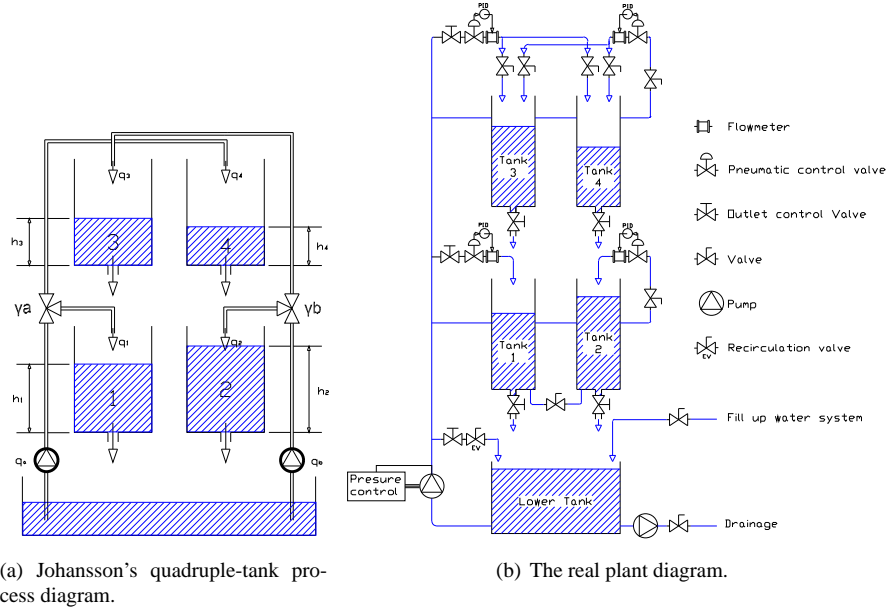 q₃
q₄
h₃
3
4
h₄
γa
γb
q₁
q₂
h₁
1
2
h₂
qₐ
q_b
(a) Johansson's quadruple-tank pro-
cess diagram.
PID
PID
Tank
3
Tank
4
PID
PID
Tank
1
Tank
2
EV
Presure
control
Lower Tank
Flowmeter
Pneumatic control valve
Outlet control Valve
Valve
Pump
EV
Recirculation valve
Fill up water system
Drainage
(b) The real plant diagram.